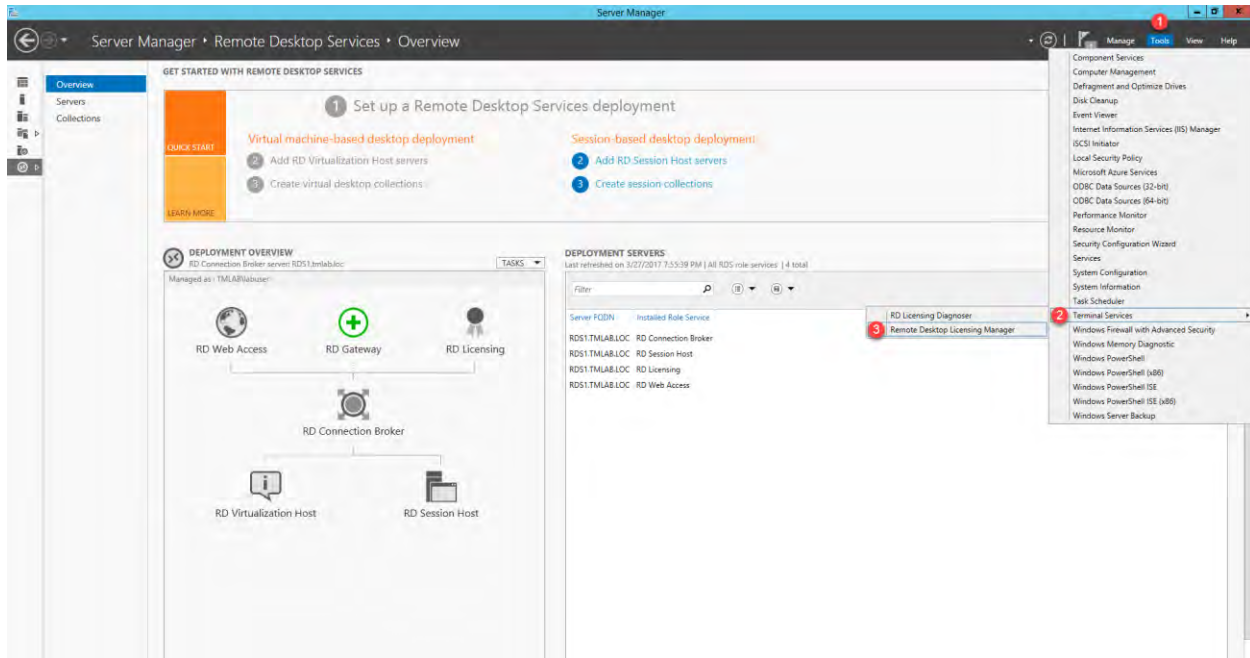 Server Manager
Server Manager • Remote Desktop Services • Overview
1
Manage Tools View Help
Overview
Servers
Collections
GET STARTED WITH REMOTE DESKTOP SERVICES
QUICK START
LEARN MORE
1 Set up a Remote Desktop Services deployment
Virtual machine-based desktop deployment
2 Add RD Virtualization Host servers
3 Create virtual desktop collections
Session-based desktop deployment
2 Add RD Session Host servers
3 Create session collections
DEPLOYMENT OVERVIEW
RD Connection Broker server: RDS1.tmlab.loc
TASKS
Managed as: TMLAB\labuser
RD Web Access
RD Gateway
RD Licensing
RD Connection Broker
RD Virtualization Host
RD Session Host
DEPLOYMENT SERVERS
Last refreshed on 3/27/2017 7:55:39 PM | All RDS role services | 4 total
Filter
Server FQDN Installed Role Service
RDS1.TMLAB.LOC RD Connection Broker
RDS1.TMLAB.LOC RD Session Host
RDS1.TMLAB.LOC RD Licensing
RDS1.TMLAB.LOC RD Web Access
RD Licensing Diagnoser
3 Remote Desktop Licensing Manager
Component Services
Computer Management
Defragment and Optimize Drives
Disk Cleanup
Event Viewer
Internet Information Services (IIS) Manager
iSCSI Initiator
Local Security Policy
Microsoft Azure Services
ODBC Data Sources (32-bit)
ODBC Data Sources (64-bit)
Performance Monitor
Resource Monitor
Security Configuration Wizard
Services
System Configuration
System Information
Task Scheduler
2 Terminal Services
Windows Firewall with Advanced Security
Windows Memory Diagnostic
Windows PowerShell
Windows PowerShell (x86)
Windows PowerShell ISE
Windows PowerShell ISE (x86)
Windows Server Backup